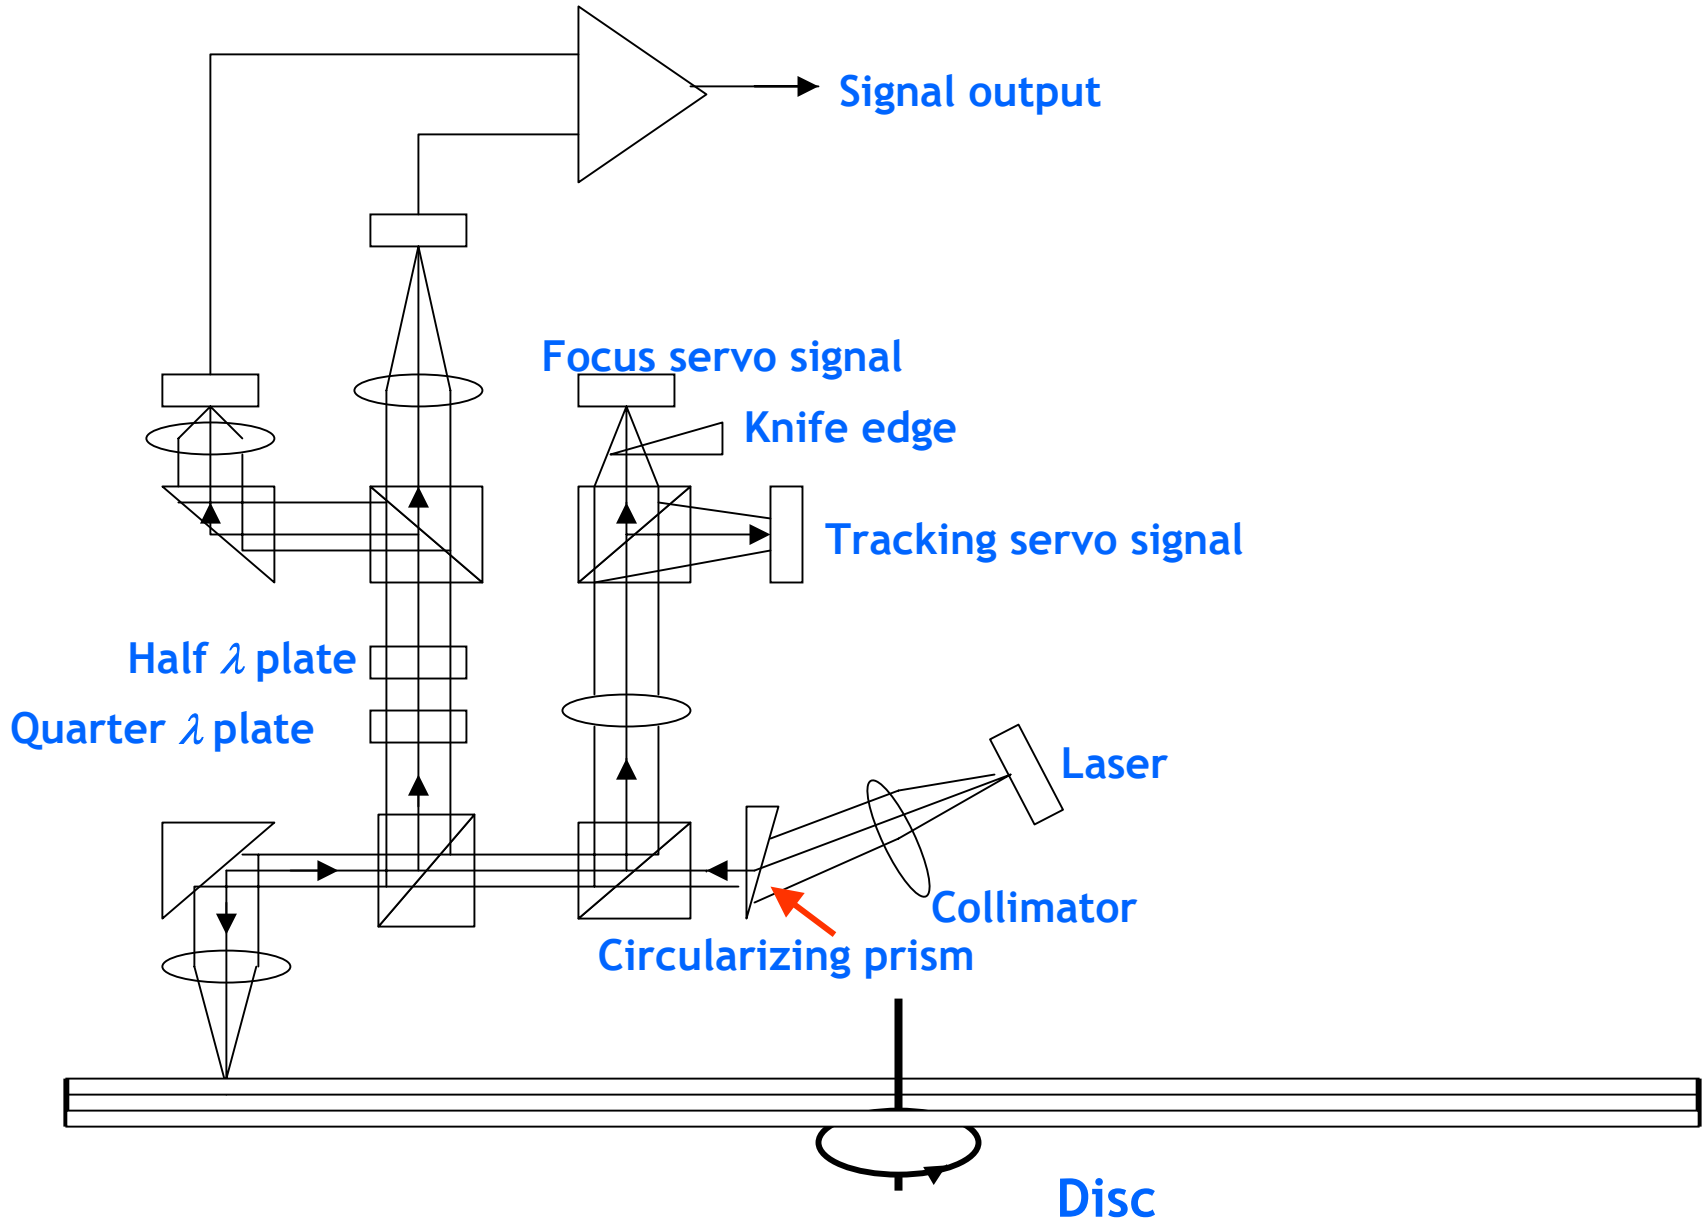 Signal output
Focus servo signal
Knife edge
Tracking servo signal
Half λ plate
Quarter λ plate
Laser
Collimator
Circularizing prism
Disc